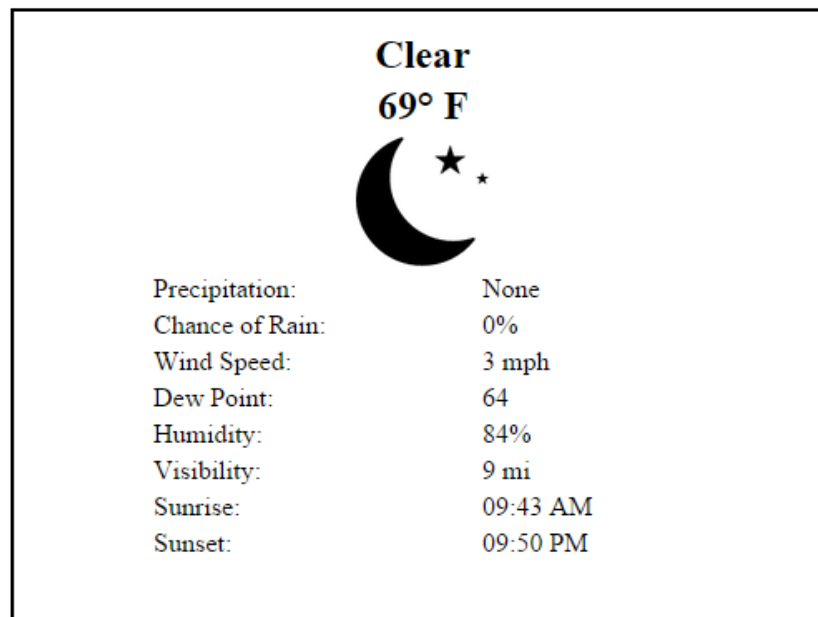 Clear
69° F
Precipitation: None
Chance of Rain: 0%
Wind Speed: 3 mph
Dew Point: 64
Humidity: 84%
Visibility: 9 mi
Sunrise: 09:43 AM
Sunset: 09:50 PM